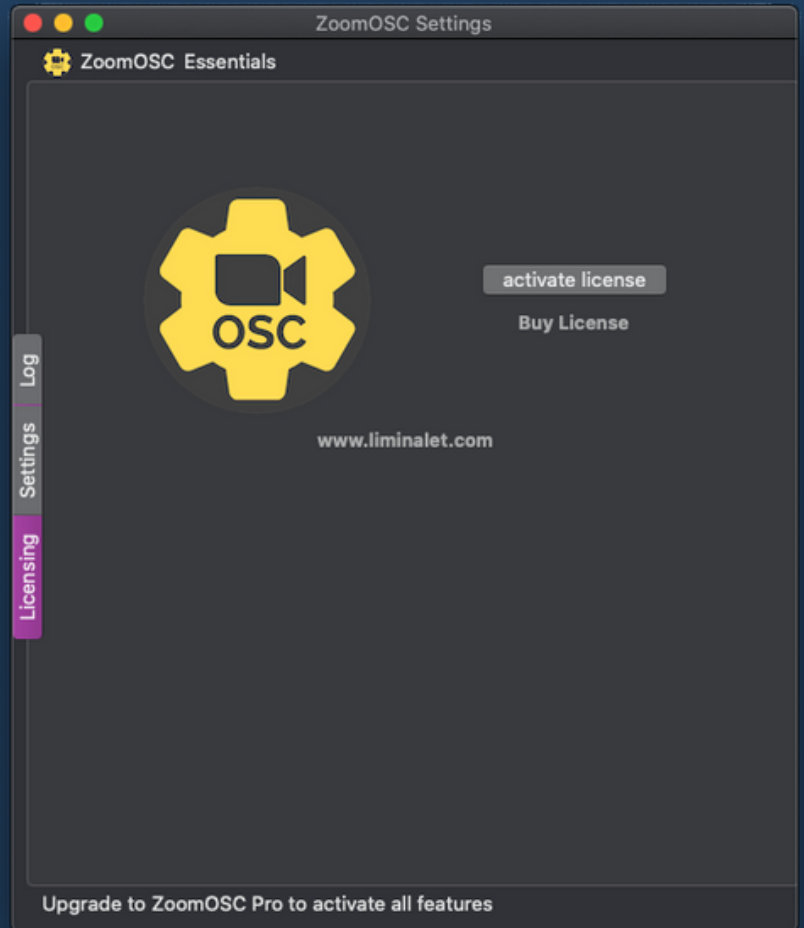 ZoomOSC Settings
ZoomOSC Essentials
OSC
activate license
Buy License
www.liminalet.com
Log
Settings
Licensing
Upgrade to ZoomOSC Pro to activate all features